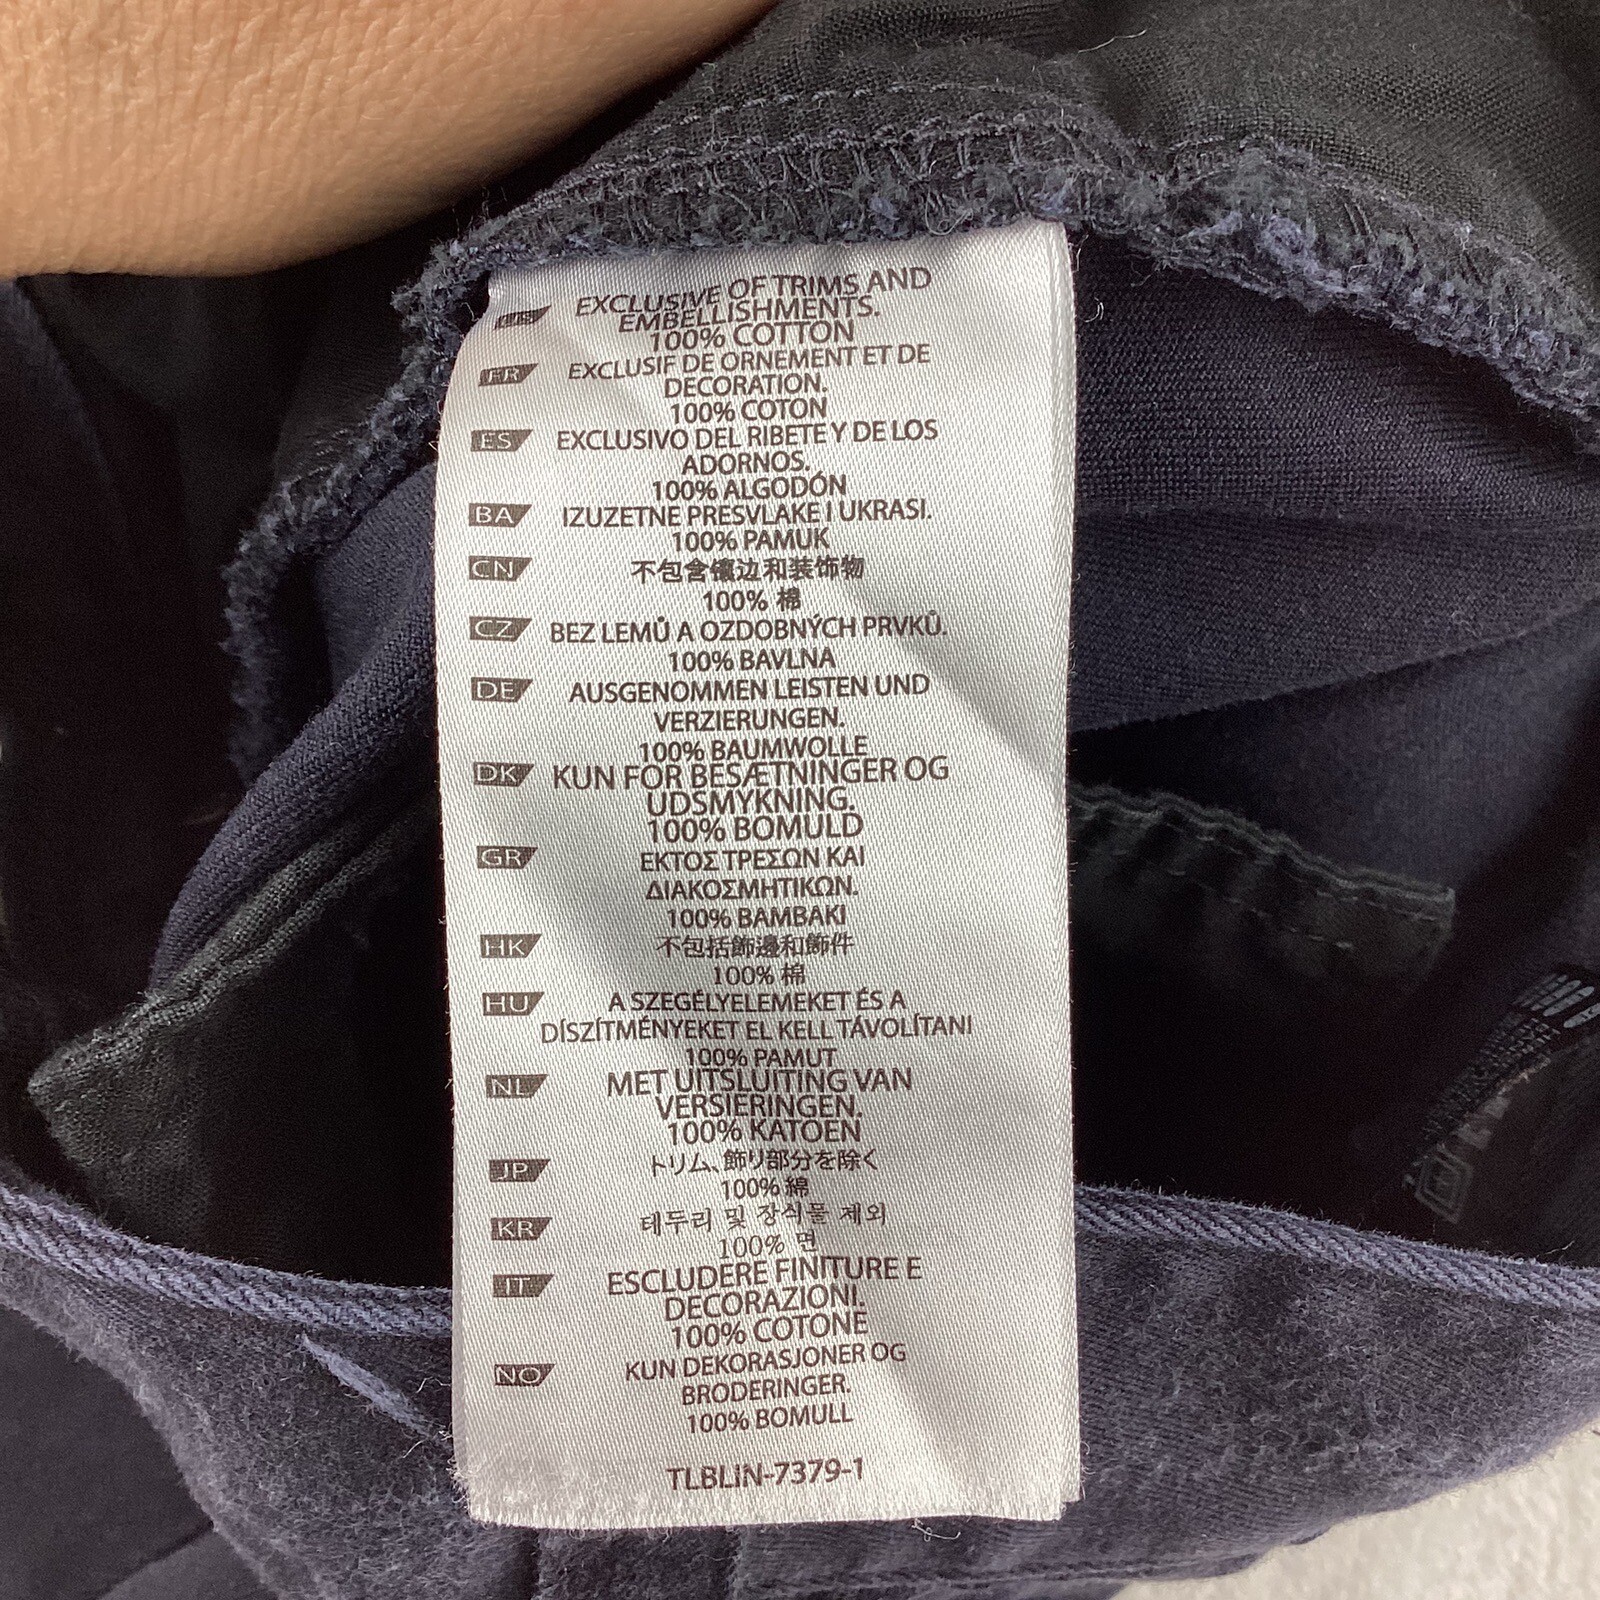 EXCLUSIVE OF TRIMS AND
EMBELLISHMENTS.
100% COTTON
FR EXCLUSIF DE ORNEMENT ET DE
DECORATION.
100% COTON
ES EXCLUSIVO DEL RIBETE Y DE LOS
ADORNOS.
100% ALGODÓN
BA IZUZETNE PRESVLAKE I UKRASI.
100% PAMUK
CN 不包含镶边和装饰物
100% 棉
CZ BEZ LEMŮ A OZDOBNÝCH PRVKŮ.
100% BAVLNA
DE AUSGENOMMEN LEISTEN UND
VERZIERUNGEN.
100% BAUMWOLLE
DK KUN FOR BESÆTNINGER OG
UDSMYKNING.
100% BOMULD
GR ΕΚΤΟΣ ΤΡΕΣΩΝ ΚΑΙ
ΔΙΑΚΟΣΜΗΤΙΚΩΝ.
100% ΒΑΜΒΑΚΙ
HK 不包括飾邊和飾件
100% 棉
HU A SZEGÉLYELEMEKET ÉS A
DÍSZÍTMÉNYEKET EL KELL TÁVOLÍTANI
100% PAMUT
NL MET UITSLUITING VAN
VERSIERINGEN.
100% KATOEN
JP トリム、飾り部分を除く
100% 綿
KR 테두리 및 장식물 제외
100% 면
IT ESCLUDERE FINITURE E
DECORAZIONI.
100% COTONE
NO KUN DEKORASJONER OG
BRODERINGER.
100% BOMULL
TLBLIN-7379-1